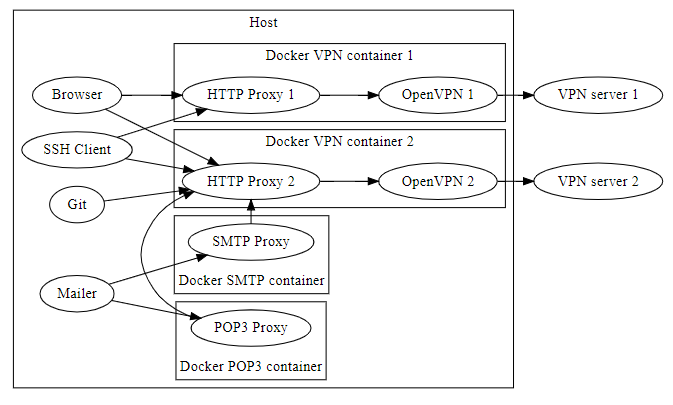 Host
Docker VPN container 1
Browser
HTTP Proxy 1
OpenVPN 1
VPN server 1
Docker VPN container 2
SSH Client
HTTP Proxy 2
OpenVPN 2
VPN server 2
Git
SMTP Proxy
Docker SMTP container
Mailer
POP3 Proxy
Docker POP3 container